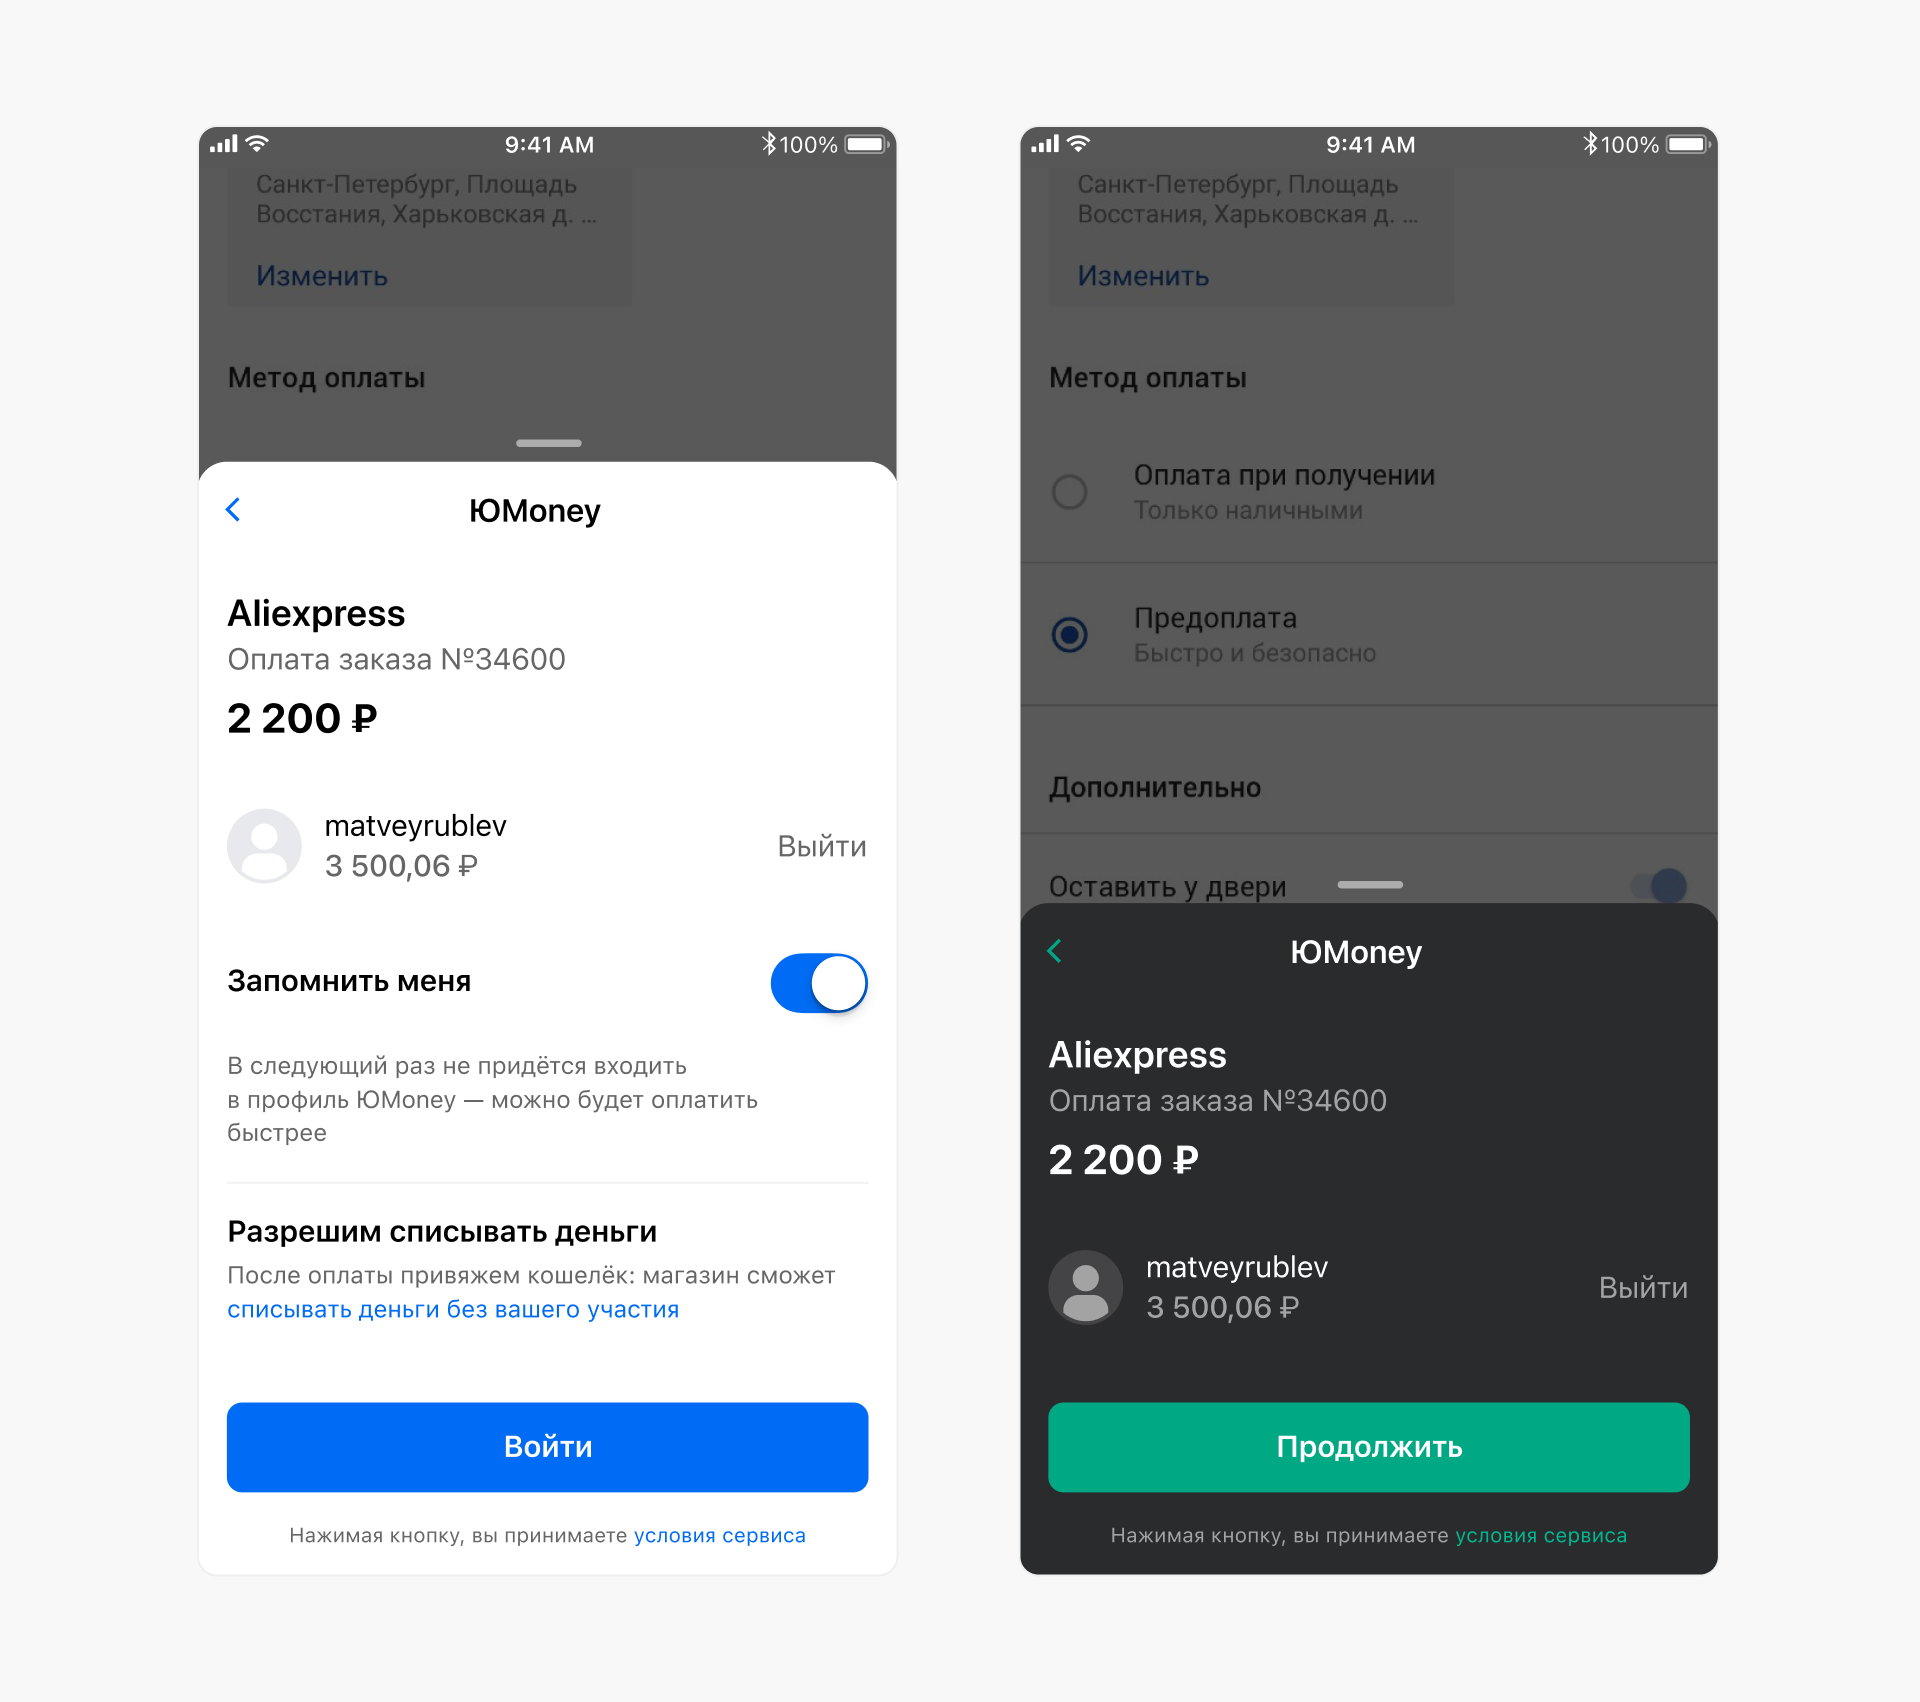 9:41 AM
100%
Санкт-Петербург, Площадь
Восстания, Харьковская д. ...
Изменить
Метод оплаты
ЮMoney
Aliexpress
Оплата заказа №34600
2 200 ₽
matveyrublev
3 500,06 ₽
Выйти
Запомнить меня
В следующий раз не придётся входить
в профиль ЮMoney — можно будет оплатить
быстрее
Разрешим списывать деньги
После оплаты привяжем кошелёк: магазин сможет
списывать деньги без вашего участия
Войти
Нажимая кнопку, вы принимаете условия сервиса
9:41 AM
100%
Санкт-Петербург, Площадь
Восстания, Харьковская д. ...
Изменить
Метод оплаты
Оплата при получении
Только наличными
Предоплата
Быстро и безопасно
Дополнительно
Оставить у двери
ЮMoney
Aliexpress
Оплата заказа №34600
2 200 ₽
matveyrublev
3 500,06 ₽
Выйти
Продолжить
Нажимая кнопку, вы принимаете условия сервиса